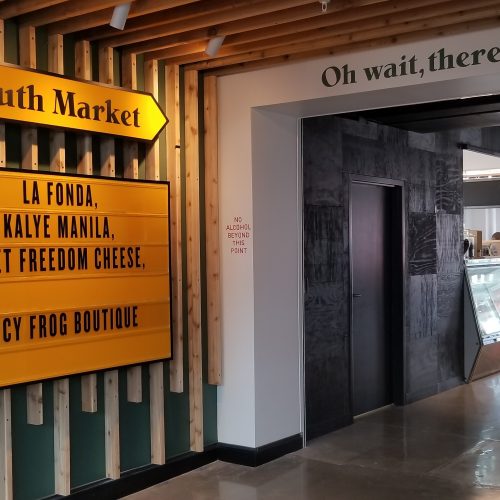 uth Market
LA FONDA,
KALYE MANILA,
ET FREEDOM CHEESE,
CY FROG BOUTIQUE
NO
ALCOHOL
BEYOND
THIS
POINT
Oh wait, there